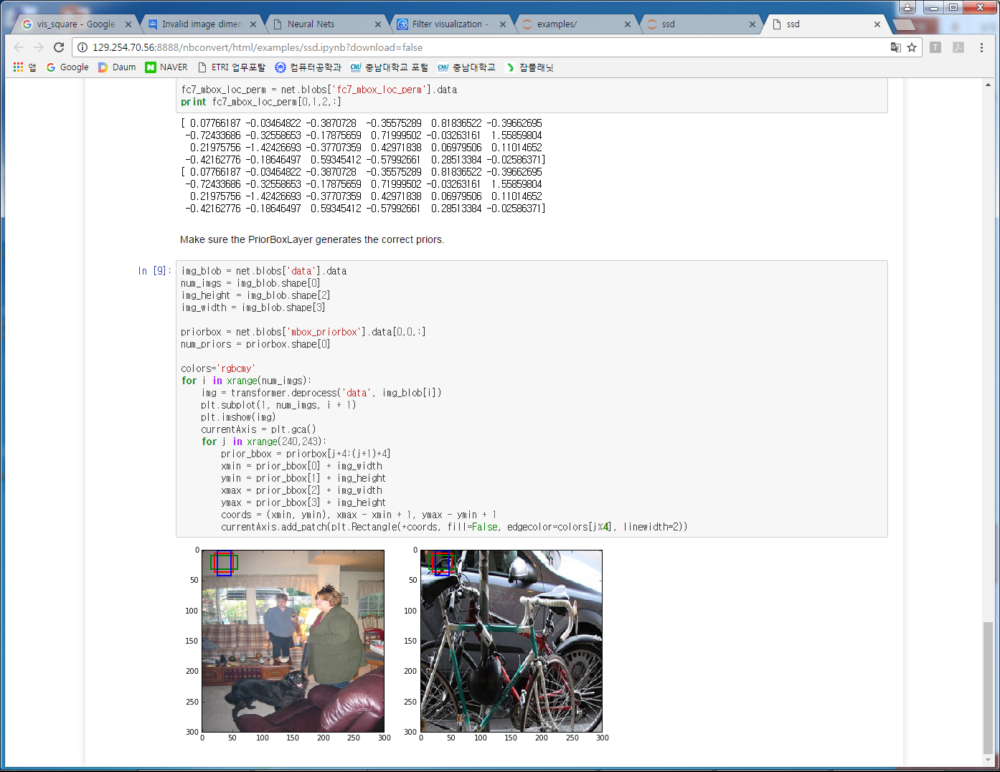 vis_square - Google
Invalid image dimen
Neural Nets
Filter visualization -
examples/
ssd
ssd
129.254.70.56:8888/nbconvert/html/examples/ssd.ipynb?download=false
앱 Google Daum NAVER ETRI 업무포탈 컴퓨터공학과 충남대학교 포털 충남대학교 잡플래닛
fc7_mbox_loc_perm = net.blobs['fc7_mbox_loc_perm'].data
print fc7_mbox_loc_perm[0,1,2,:]
[ 0.07766187 -0.03464822 -0.3870728 -0.35575289 0.81836522 -0.39662695
-0.72433686 -0.32558653 -0.17875659 0.71999502 -0.03263161 1.55859804
0.21975756 -1.42426693 -0.37707359 0.42971838 0.06979506 0.11014652
-0.42162776 -0.18646497 0.59345412 -0.57992661 0.28513384 -0.02586371]
[ 0.07766187 -0.03464822 -0.3870728 -0.35575289 0.81836522 -0.39662695
-0.72433686 -0.32558653 -0.17875659 0.71999502 -0.03263161 1.55859804
0.21975756 -1.42426693 -0.37707359 0.42971838 0.06979506 0.11014652
-0.42162776 -0.18646497 0.59345412 -0.57992661 0.28513384 -0.02586371]
Make sure the PriorBoxLayer generates the correct priors.
In [9]:
img_blob = net.blobs['data'].data
num_imgs = img_blob.shape[0]
img_height = img_blob.shape[2]
img_width = img_blob.shape[3]
priorbox = net.blobs['mbox_priorbox'].data[0,0,:]
num_priors = priorbox.shape[0]
colors='rgbcmy'
for i in xrange(num_imgs):
    img = transformer.deprocess('data', img_blob[i])
    plt.subplot(1, num_imgs, i + 1)
    plt.imshow(img)
    currentAxis = plt.gca()
    for j in xrange(240,243):
        prior_bbox = priorbox[j*4:(j+1)*4]
        xmin = prior_bbox[0] * img_width
        ymin = prior_bbox[1] * img_height
        xmax = prior_bbox[2] * img_width
        ymax = prior_bbox[3] * img_height
        coords = (xmin, ymin), xmax - xmin + 1, ymax - ymin + 1
        currentAxis.add_patch(plt.Rectangle(*coords, fill=False, edgecolor=colors[j%4], linewidth=2))
0
50
100
150
200
250
300
0 50 100 150 200 250 300
0
50
100
150
200
250
300
0 50 100 150 200 250 300